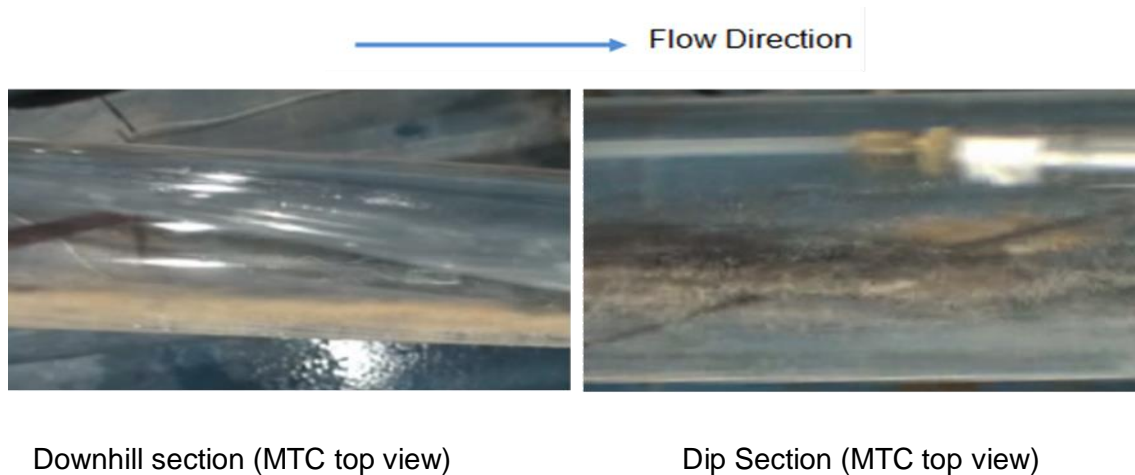 Flow Direction
Downhill section (MTC top view)
Dip Section (MTC top view)